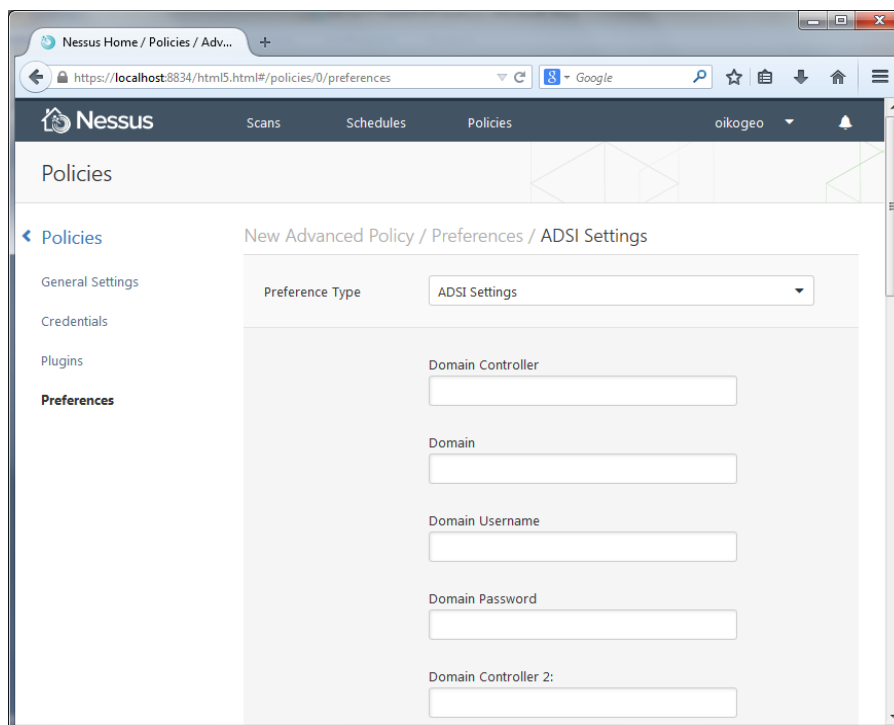 Nessus Home / Policies / Adv...
https://localhost:8834/html5.html#/policies/0/preferences
8 Google
Nessus Scans Schedules Policies oikogeo
Policies
Policies
New Advanced Policy / Preferences / ADSI Settings
General Settings
Preference Type ADSI Settings
Credentials
Plugins
Domain Controller
Preferences
Domain
Domain Username
Domain Password
Domain Controller 2: